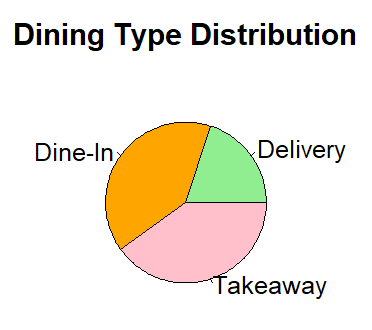 Dining Type Distribution
Dine-In
Delivery
Takeaway